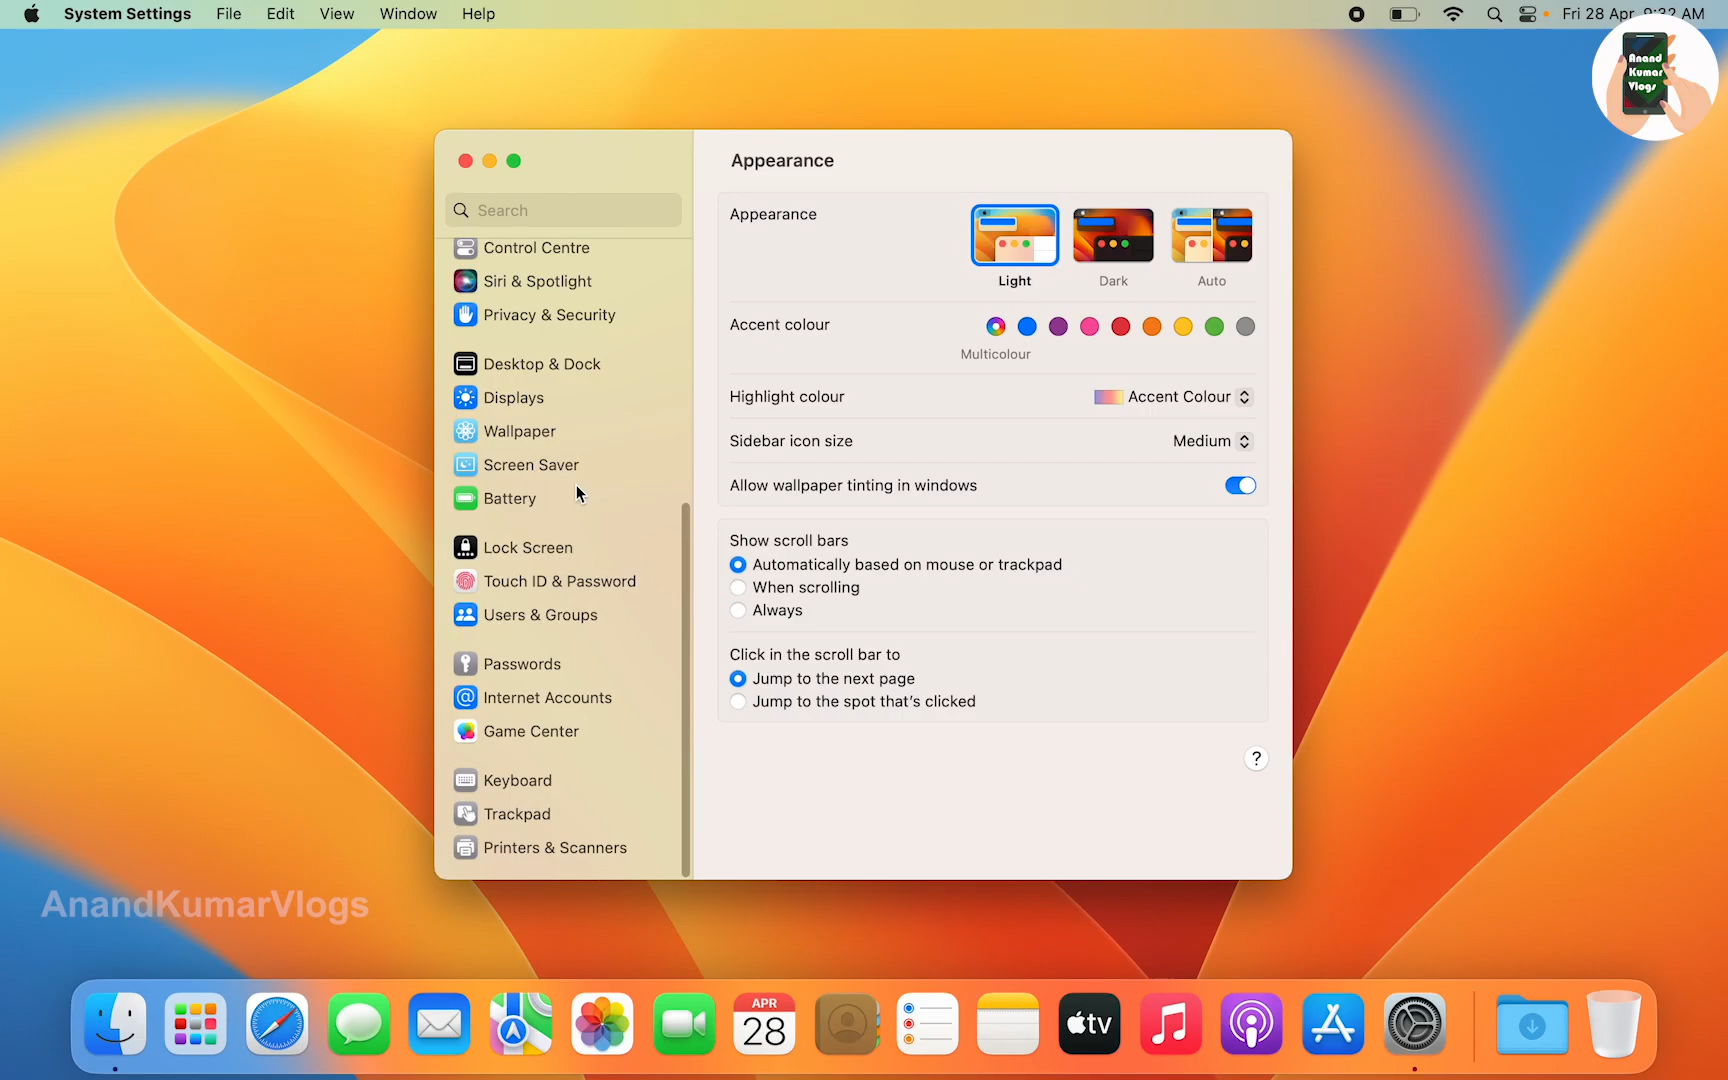 System Settings File Edit View Window Help
Fri 28 Apr 9:32 AM
Anand
Kumar
Vlogs
Search
Control Centre
Siri & Spotlight
Privacy & Security
Desktop & Dock
Displays
Wallpaper
Screen Saver
Battery
Lock Screen
Touch ID & Password
Users & Groups
Passwords
Internet Accounts
Game Center
Keyboard
Trackpad
Printers & Scanners
Appearance
Appearance
Light Dark Auto
Accent colour
Multicolour
Highlight colour Accent Colour
Sidebar icon size Medium
Allow wallpaper tinting in windows
Show scroll bars
Automatically based on mouse or trackpad
When scrolling
Always
Click in the scroll bar to
Jump to the next page
Jump to the spot that's clicked
?
AnandKumarVlogs
APR
28
tv